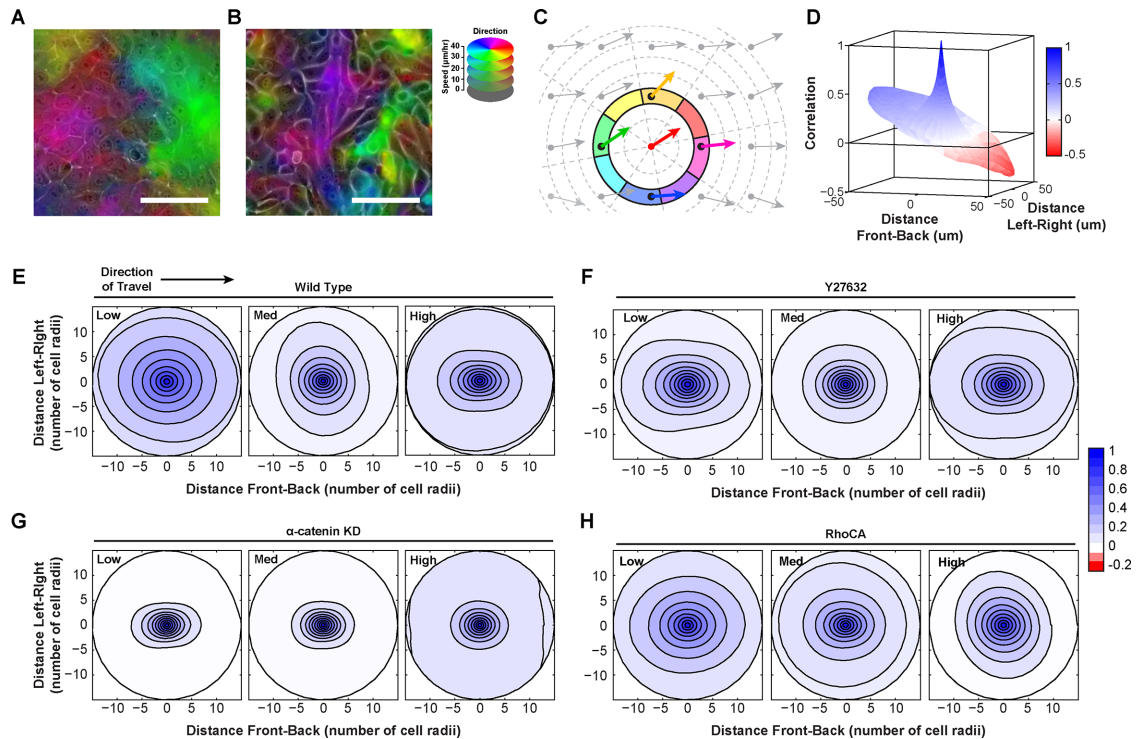 A
B
C
D
Direction
Speed (µm/hr)
40
30
20
10
0
Correlation
1
0.5
0
−0.5
−50
0
50
Distance
Front-Back (um)
−50
0
50
Distance
Left-Right (um)
1
0.5
0
-0.5
E
Direction
of Travel
Wild Type
Low
Med
High
Distance Left-RIght
(number of cell radii)
10
5
0
−5
−10
−10 −5 0 5 10
−10 −5 0 5 10
−10 −5 0 5 10
Distance Front-Back (number of cell radii)
F
Y27632
Low
Med
High
10
5
0
−5
−10
−10 −5 0 5 10
−10 −5 0 5 10
−10 −5 0 5 10
Distance Front-Back (number of cell radii)
G
α-catenin KD
Low
Med
High
Distance Left-RIght
(number of cell radii)
10
5
0
−5
−10
−10 −5 0 5 10
−10 −5 0 5 10
−10 −5 0 5 10
Distance Front-Back (number of cell radii)
H
RhoCA
Low
Med
High
10
5
0
−5
−10
−10 −5 0 5 10
−10 −5 0 5 10
−10 −5 0 5 10
Distance Front-Back (number of cell radii)
1
0.8
0.6
0.4
0.2
0
-0.2